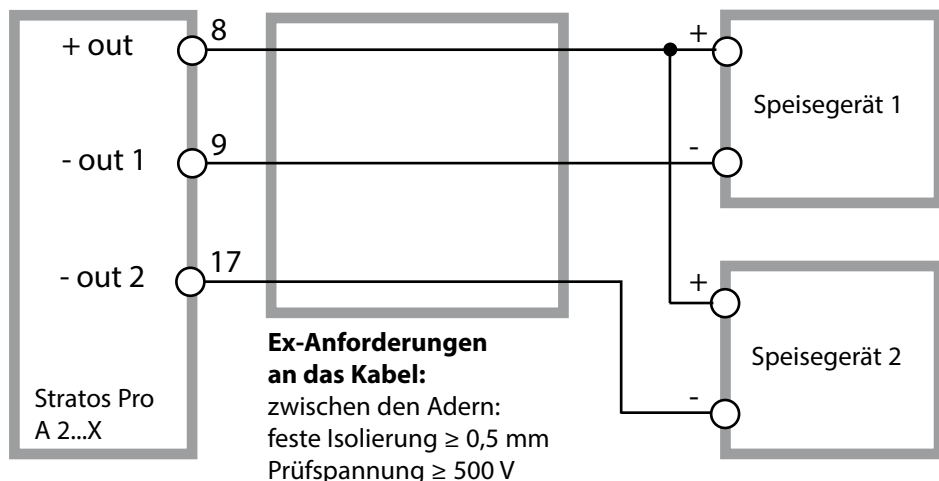 + out
8
+
Speisegerät 1
- out 1
9
-
- out 2
17
+
Speisegerät 2
-
Stratos Pro
A 2...X
Ex-Anforderungen
an das Kabel:
zwischen den Adern:
feste Isolierung ≥ 0,5 mm
Prüfspannung ≥ 500 V